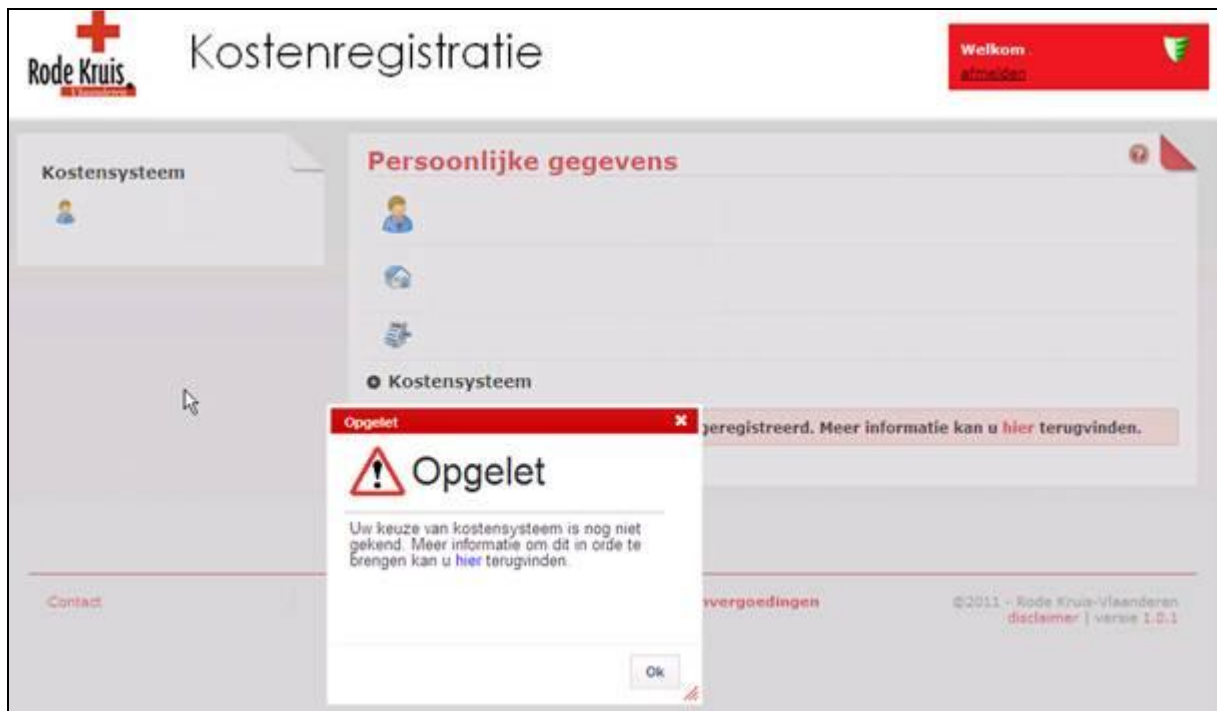 Rode Kruis
Vlaanderen
Kostenregistratie
Welkom
afmelden
Kostensysteem
Persoonlijke gegevens
Kostensysteem
geregistreerd. Meer informatie kan u hier terugvinden.
Opgelet
Opgelet
Uw keuze van kostensysteem is nog niet
gekend. Meer informatie om dit in orde te
brengen kan u hier terugvinden.
Ok
Contact
nvergoedingen
©2011 - Rode Kruis-Vlaanderen
disclaimer | versie 1.0.1